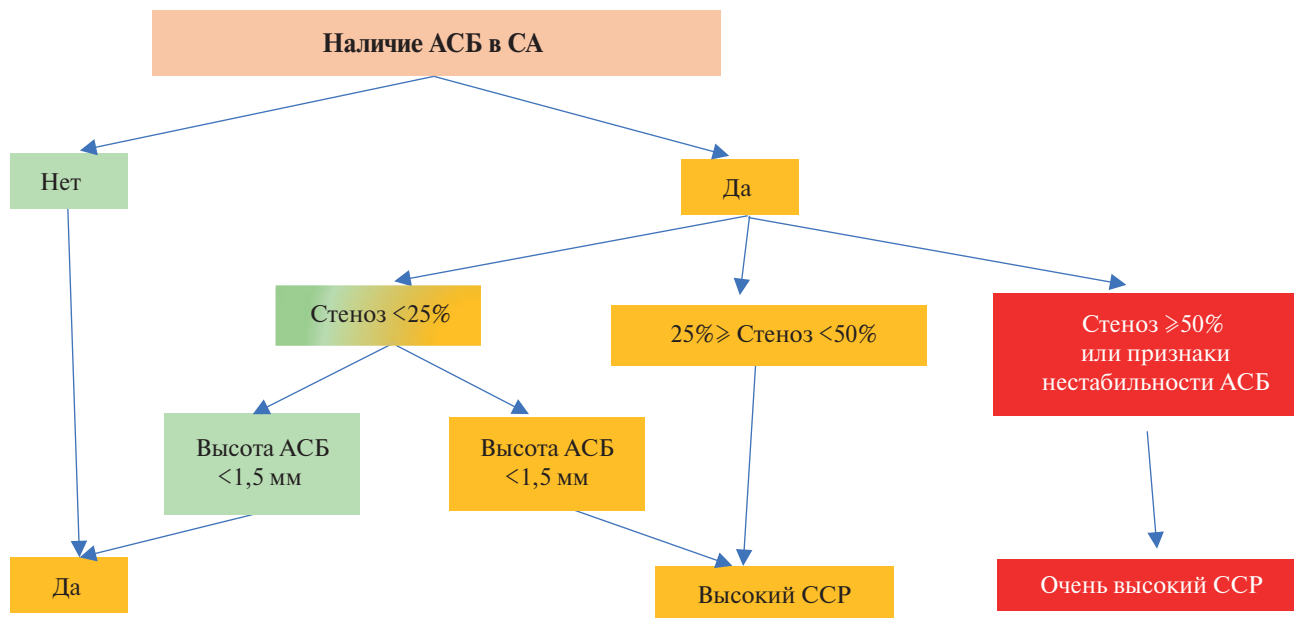 Наличие АСБ в СА
Нет
Да
Стеноз <25%
25%⩾ Стеноз <50%
Стеноз ⩾50%
или признаки
нестабильности АСБ
Высота АСБ
<1,5 мм
Высота АСБ
<1,5 мм
Да
Высокий ССР
Очень высокий ССР